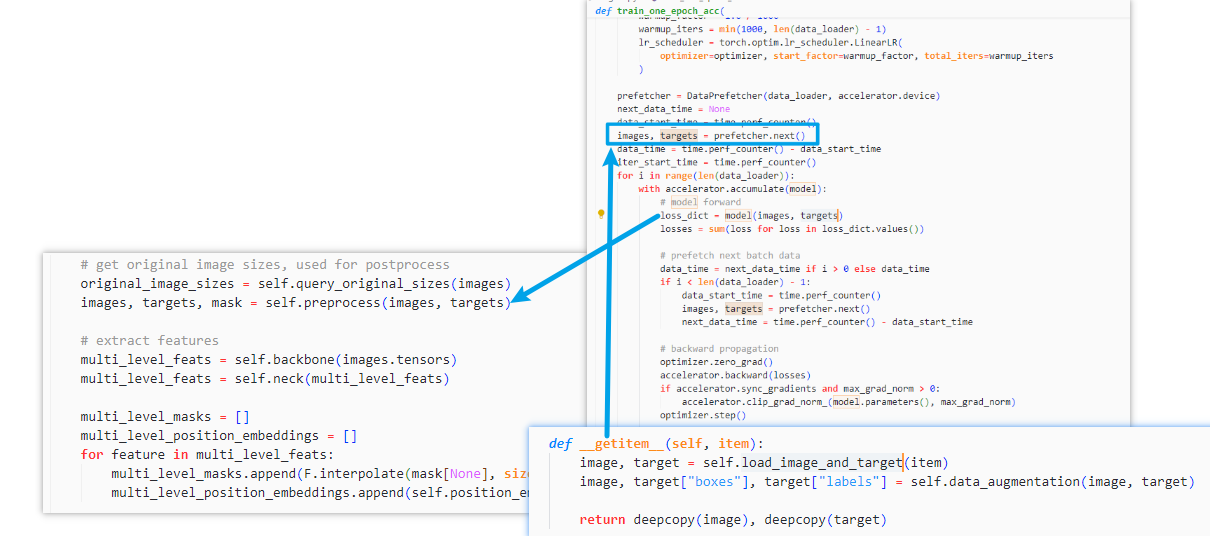 def train_one_epoch_acc(
warmup_iters = min(1000, len(data_loader) - 1)
lr_scheduler = torch.optim.lr_scheduler.LinearLR(
optimizer=optimizer, start_factor=warmup_factor, total_iters=warmup_iters
)
prefetcher = DataPrefetcher(data_loader, accelerator.device)
next_data_time = None
data_start_time = time.perf_counter()
images, targets = prefetcher.next()
data_time = time.perf_counter() - data_start_time
iter_start_time = time.perf_counter()
for i in range(len(data_loader)):
with accelerator.accumulate(model):
# model forward
loss_dict = model(images, targets)
losses = sum(loss for loss in loss_dict.values())
# prefetch next batch data
data_time = next_data_time if i > 0 else data_time
if i < len(data_loader) - 1:
data_start_time = time.perf_counter()
images, targets = prefetcher.next()
next_data_time = time.perf_counter() - data_start_time
# backward propagation
optimizer.zero_grad()
accelerator.backward(losses)
if accelerator.sync_gradients and max_grad_norm > 0:
accelerator.clip_grad_norm_(model.parameters(), max_grad_norm)
optimizer.step()
# get original image sizes, used for postprocess
original_image_sizes = self.query_original_sizes(images)
images, targets, mask = self.preprocess(images, targets)
# extract features
multi_level_feats = self.backbone(images.tensors)
multi_level_feats = self.neck(multi_level_feats)
multi_level_masks = []
multi_level_position_embeddings = []
for feature in multi_level_feats:
multi_level_masks.append(F.interpolate(mask[None], siz
multi_level_position_embeddings.append(self.position_em
def __getitem__(self, item):
image, target = self.load_image_and_target(item)
image, target["boxes"], target["labels"] = self.data_augmentation(image, target)
return deepcopy(image), deepcopy(target)